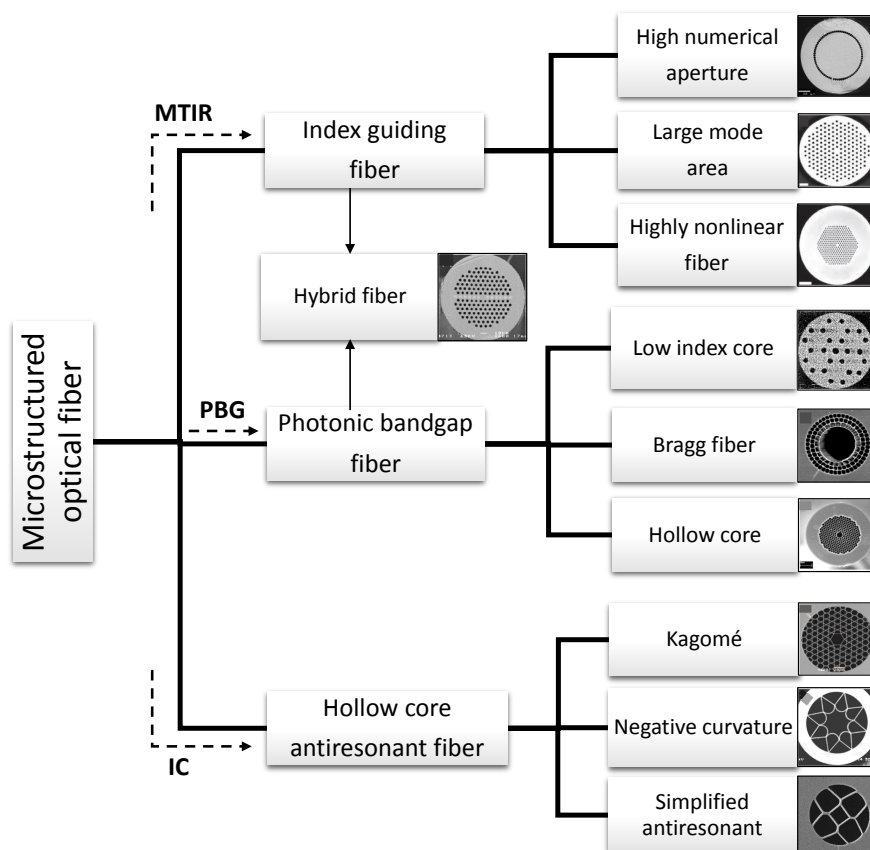 High numerical
aperture
MTIR
Index guiding
fiber
Large mode
area
Highly nonlinear
fiber
Hybrid fiber
Microstructured
optical fiber
Low index core
PBG
Photonic bandgap
fiber
Bragg fiber
Hollow core
Kagomé
Hollow core
antiresonant fiber
Negative curvature
IC
Simplified
antiresonant